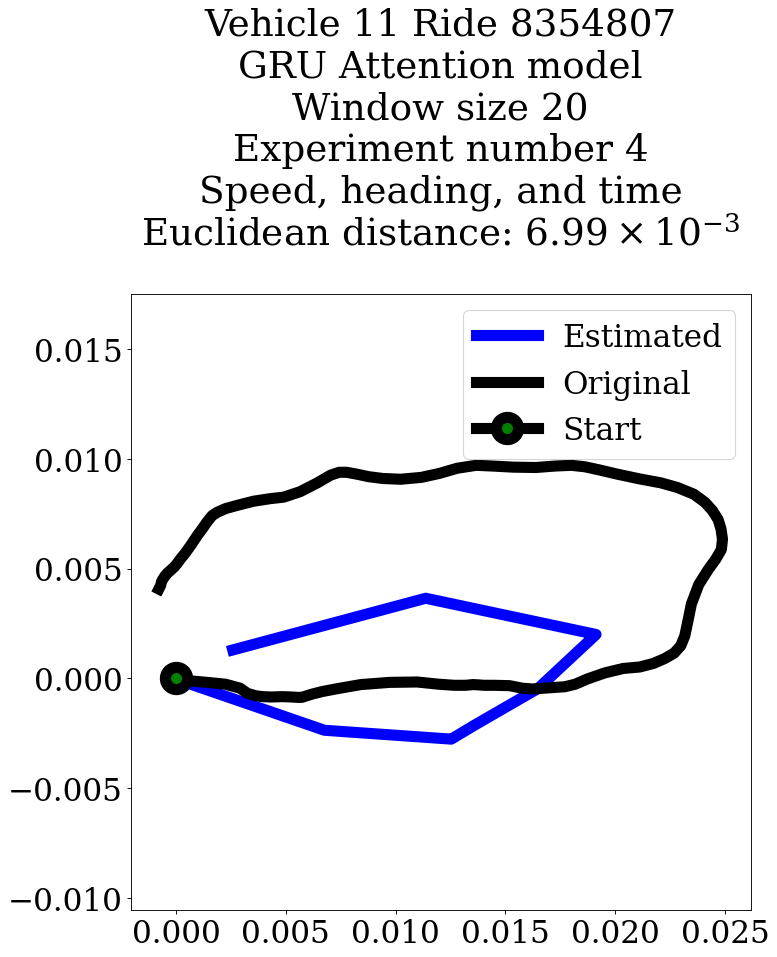 Vehicle 11 Ride 8354807
GRU Attention model
Window size 20
Experiment number 4
Speed, heading, and time
Euclidean distance: 6.99 × 10⁻³
Estimated
Original
Start
0.015
0.010
0.005
0.000
−0.005
−0.010
0.000 0.005 0.010 0.015 0.020 0.025